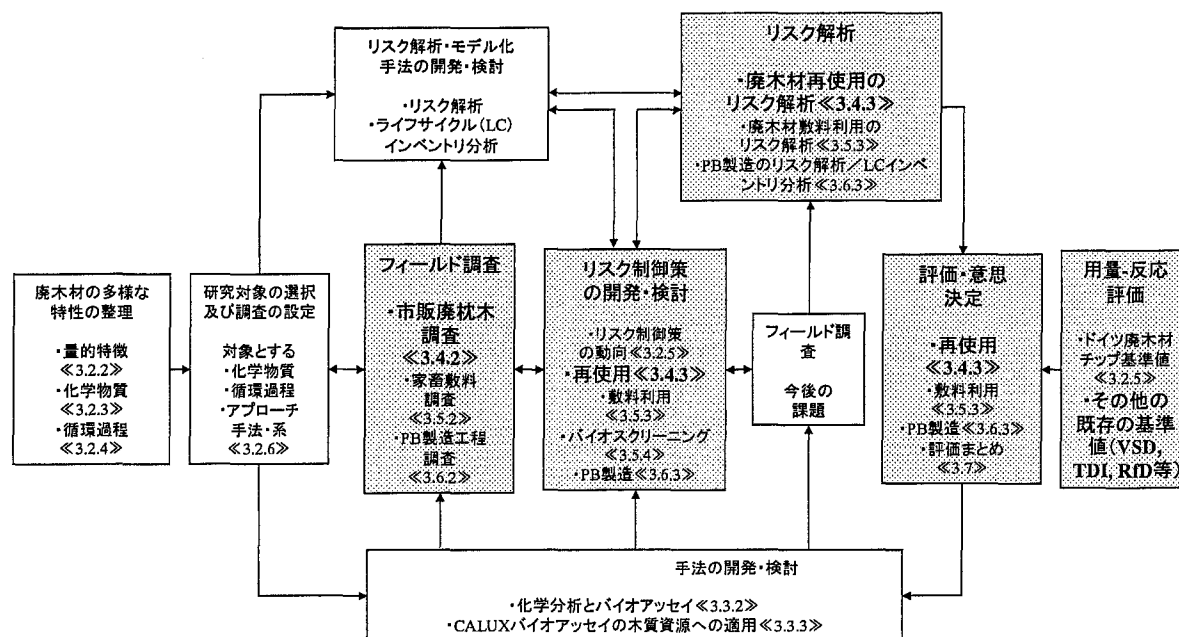 リスク解析・モデル化
手法の開発・検討
・リスク解析
・ライフサイクル(LC)
インベントリ分析
リスク解析
・廃木材再使用の
リスク解析≪3.4.3≫
・廃木材敷料利用の
リスク解析≪3.5.3≫
・PB製造のリスク解析／LCインベ
ントリ分析≪3.6.3≫
廃木材の多様な
特性の整理
・量的特徴
≪3.2.2≫
・化学物質
≪3.2.3≫
・循環過程
≪3.2.4≫
研究対象の選択
及び調査の設定
対象とする
・化学物質
・循環過程
・アプローチ
手法・系
≪3.2.6≫
フィールド調査
・市販廃枕木
調査
≪3.4.2≫
・家畜敷料
調査
≪3.5.2≫
・PB製造工程
調査
≪3.6.2≫
リスク制御策
の開発・検討
・リスク制御策
の動向≪3.2.5≫
・再使用≪3.4.3≫
・敷料利用
≪3.5.3≫
・バイオスクリーニング
≪3.5.4≫
・PB製造≪3.6.3≫
フィールド調
査
今後の
課題
評価・意思
決定
・再使用
≪3.4.3≫
・敷料利用
≪3.5.3≫
・PB製造≪3.6.3≫
・評価まとめ
≪3.7≫
用量-反応
評価
・ドイツ廃木材
チップ基準値
≪3.2.5≫
・その他の
既存の基準
値(VSD,
TDI, RfD等)
手法の開発・検討
・化学分析とバイオアッセイ≪3.3.2≫
・CALUXバイオアッセイの木質資源への適用≪3.3.3≫